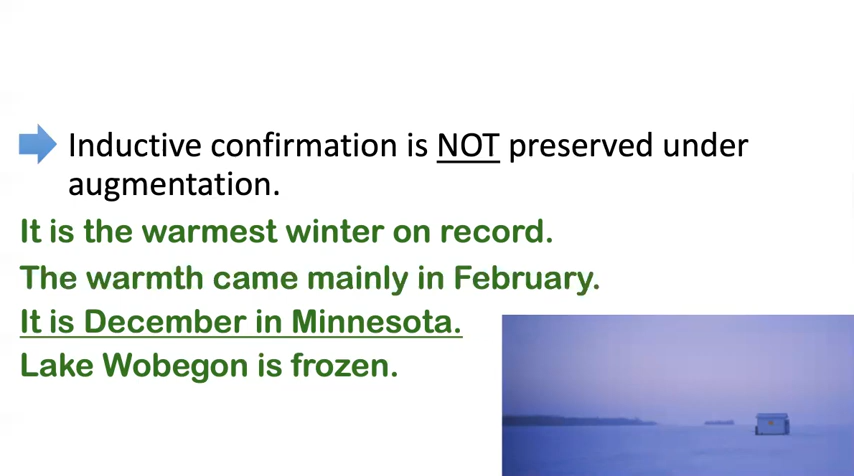 Inductive confirmation is NOT preserved under
augmentation.
It is the warmest winter on record.
The warmth came mainly in February.
It is December in Minnesota.
Lake Wobegon is frozen.